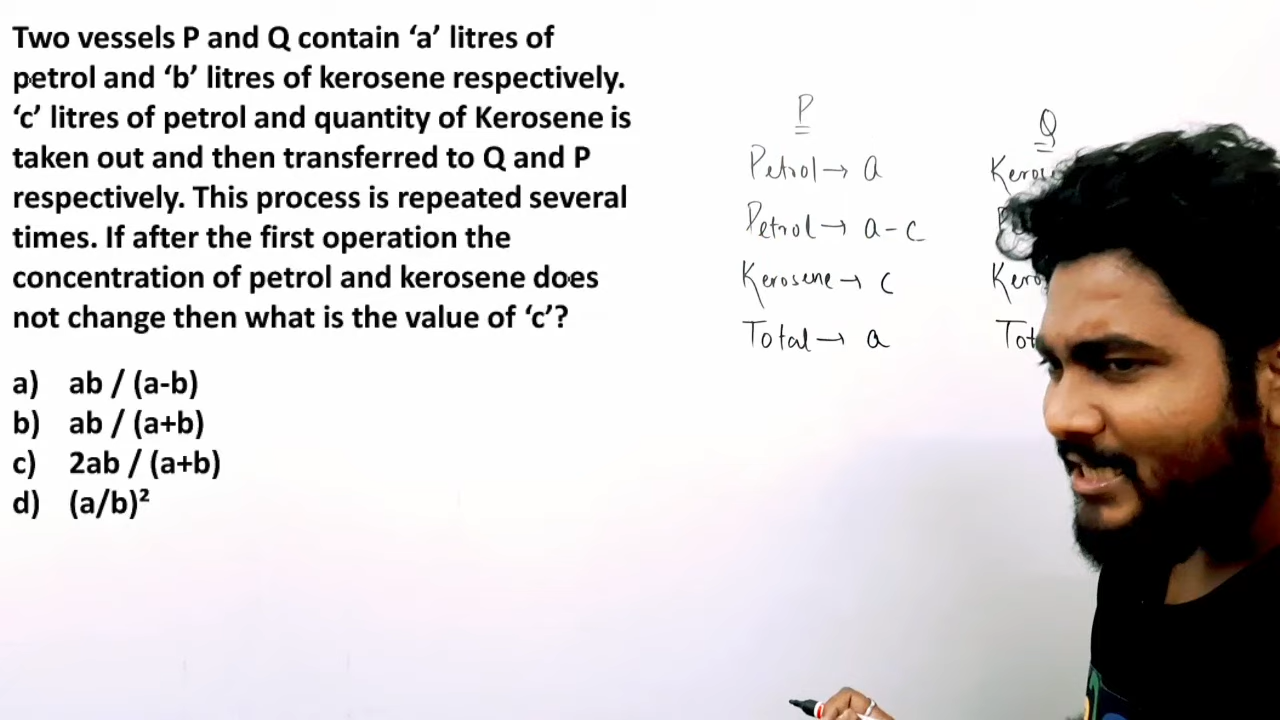 Two vessels P and Q contain ‘a’ litres of
petrol and ‘b’ litres of kerosene respectively.
‘c’ litres of petrol and quantity of Kerosene is
taken out and then transferred to Q and P
respectively. This process is repeated several
times. If after the first operation the
concentration of petrol and kerosene does
not change then what is the value of ‘c’?
a) ab / (a-b)
b) ab / (a+b)
c) 2ab / (a+b)
d) (a/b)²
P
Petrol → a
Petrol → a - c
Kerosene → c
Total → a
Q